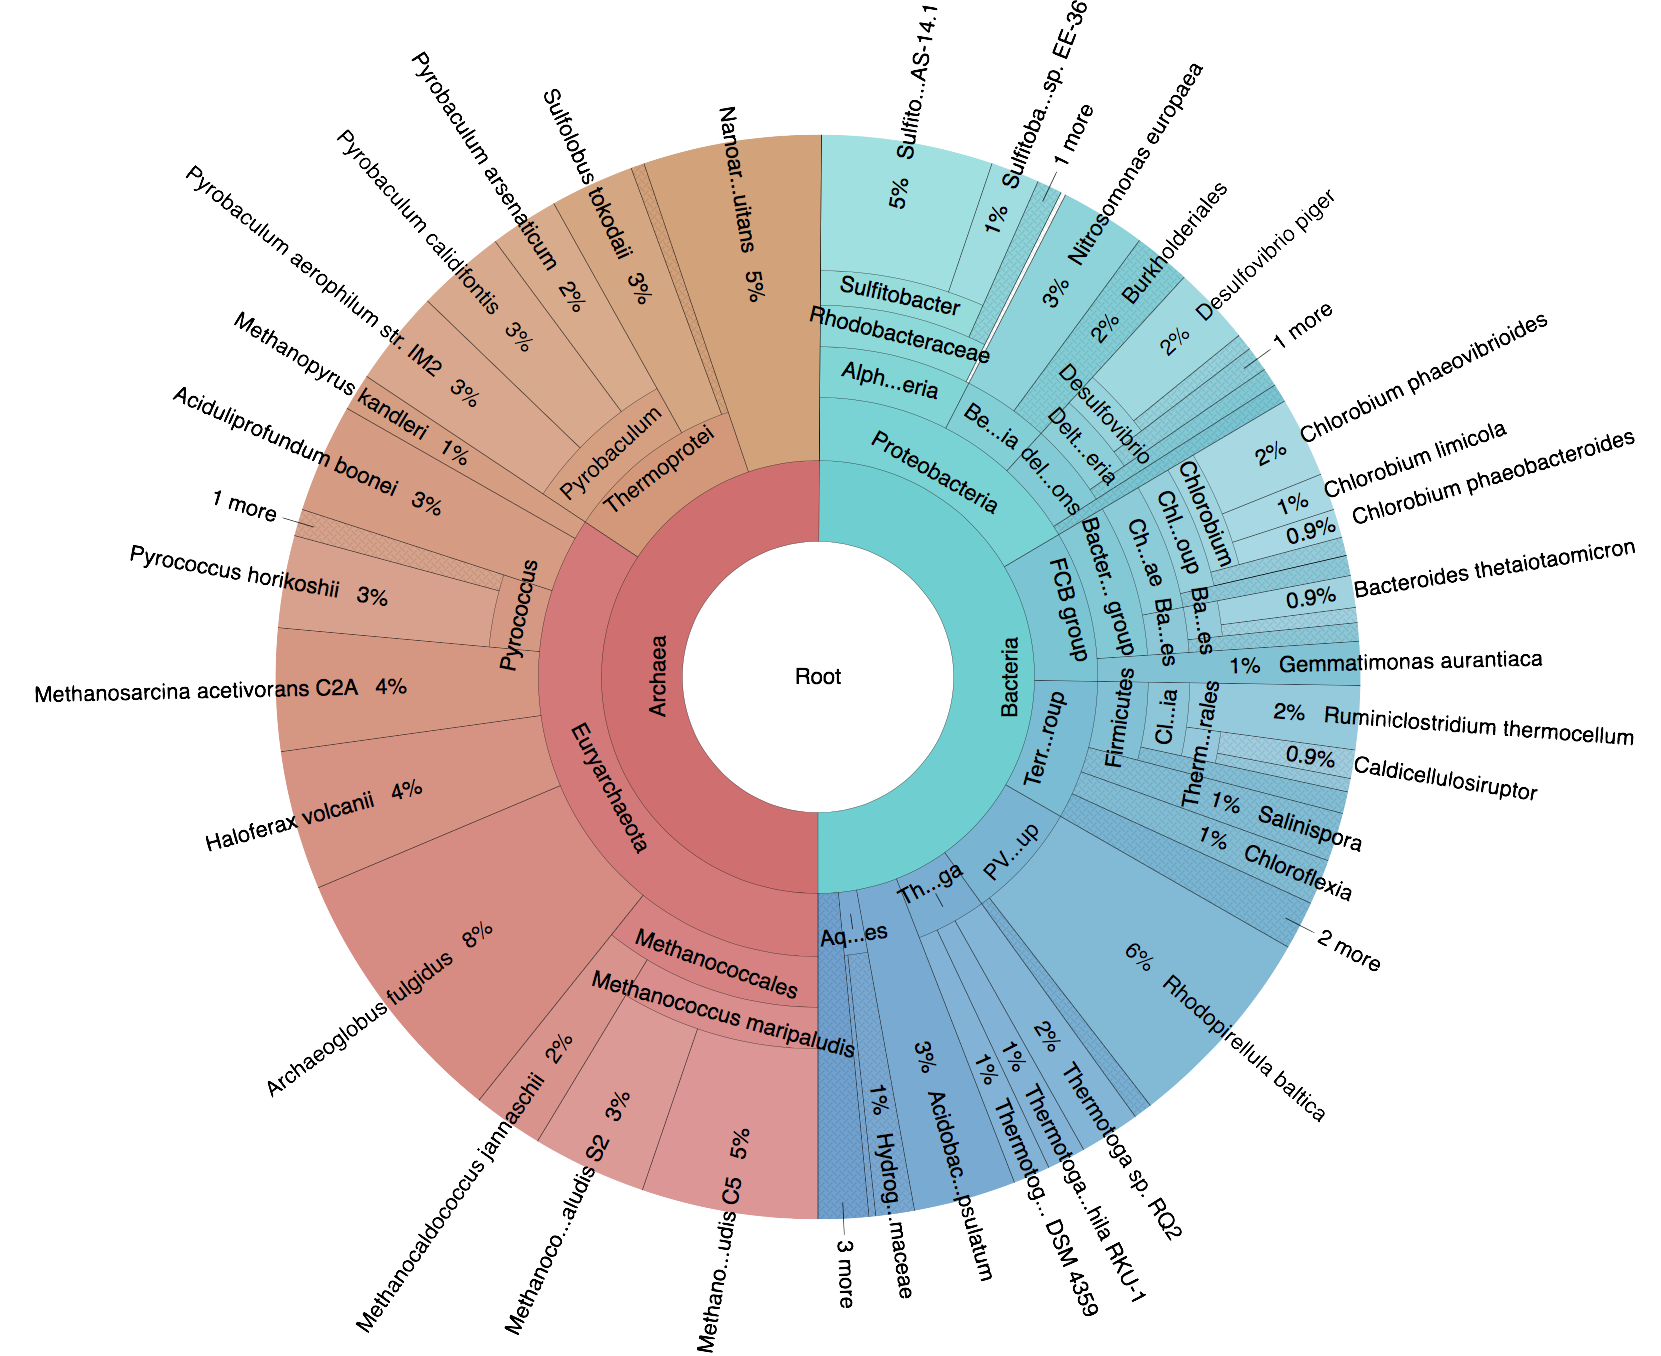 Root
Bacteria
Archaea
Proteobacteria
Alph...eria
Rhodobacteraceae
Sulfitobacter
5% Sulfito...AS-14.1
1% Sulfitoba...sp. EE-36
1 more
Be...ia
3% Nitrosomonas europaea
2% Burkholderiales
del...ons
Delt...eria
Desulfovibrio
2% Desulfovibrio piger
1 more
FCB group
Bacter... group
Ch...ae
Chl...oup
Chlorobium
2% Chlorobium phaeovibrioides
1% Chlorobium limicola
0.9% Chlorobium phaeobacteroides
Ba...es
Ba...es
0.9% Bacteroides thetaiotaomicron
1% Gemmatimonas aurantiaca
Terr...roup
Firmicutes
Cl...ia
Therm...rales
2% Ruminiclostridium thermocellum
0.9% Caldicellulosiruptor
1% Salinispora
1% Chloroflexia
2 more
PV...up
6% Rhodopirellula baltica
Th...ga
2% Thermotoga sp. RQ2
1% Thermotoga...hila RKU-1
1% Thermotog... DSM 4359
3% Acidobac...psulatum
Aq...es
1% Hydrog...maceae
3 more
Euryarchaeota
Methanococcales
Methanococcus maripaludis
Methano...udis C5 5%
Methanoco...aludis S2 3%
Methanocaldococcus jannaschii 2%
Archaeoglobus fulgidus 8%
Haloferax volcanii 4%
Methanosarcina acetivorans C2A 4%
Pyrococcus
Pyrococcus horikoshii 3%
1 more
Aciduliprofundum boonei 3%
Methanopyrus kandleri 1%
Thermoprotei
Pyrobaculum
Pyrobaculum aerophilum str. IM2 3%
Pyrobaculum calidifontis 3%
Pyrobaculum arsenaticum 2%
Sulfolobus tokodaii 3%
Nanoar...uitans 5%